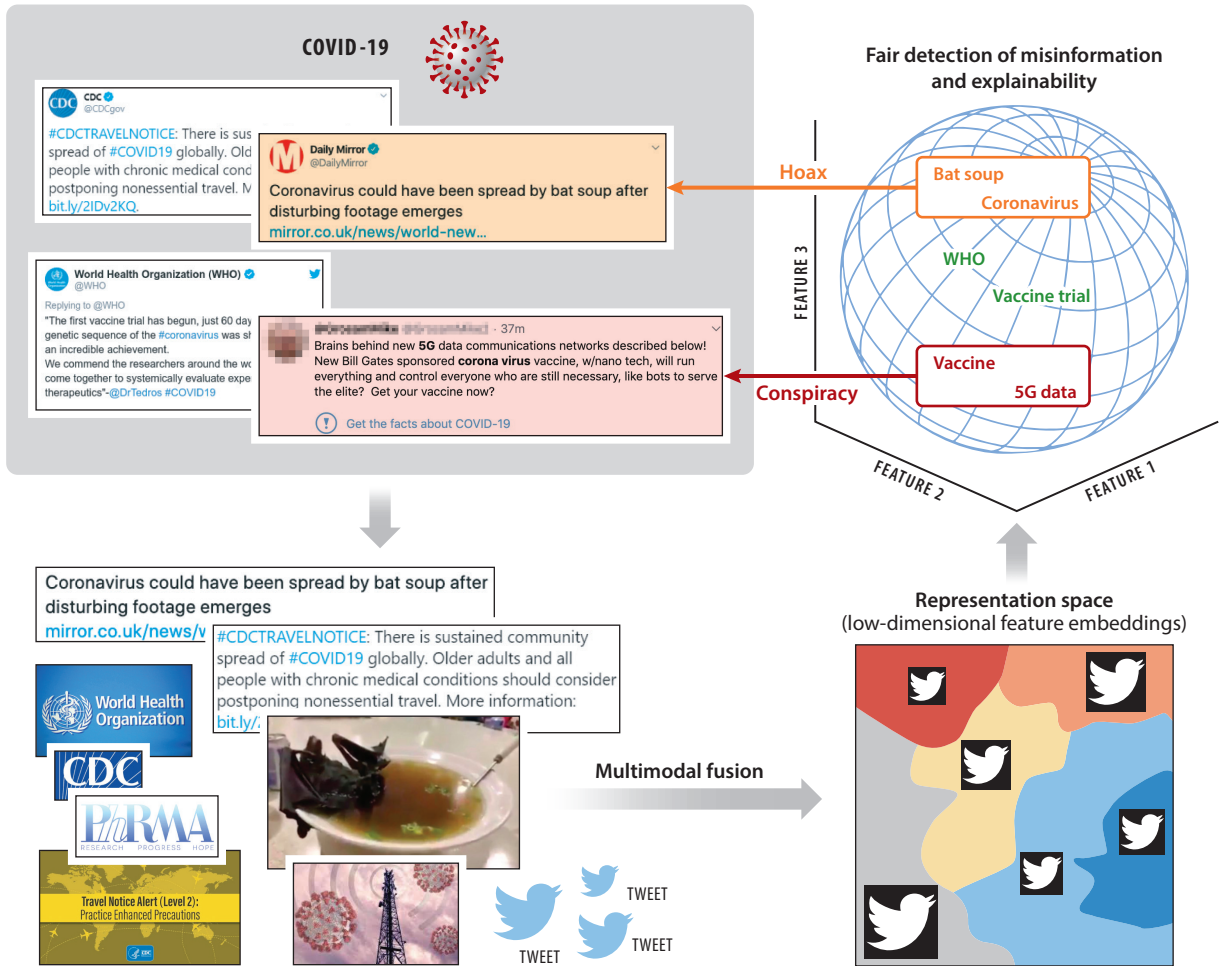 COVID-19
CDC
CDC
@CDCgov
#CDCTRAVELNOTICE: There is sus
spread of #COVID19 globally. Old
people with chronic medical cond
postponing nonessential travel. M
bit.ly/2IDv2KQ.
Daily Mirror
@DailyMirror
Coronavirus could have been spread by bat soup after
disturbing footage emerges
mirror.co.uk/news/world-new...
World Health Organization (WHO)
@WHO
Replying to @WHO
"The first vaccine trial has begun, just 60 day
genetic sequence of the #coronavirus was sh
an incredible achievement.
We commend the researchers around the wo
come together to systemically evaluate expe
therapeutics"-@DrTedros #COVID19
· 37m
Brains behind new 5G data communications networks described below!
New Bill Gates sponsored corona virus vaccine, w/nano tech, will run
everything and control everyone who are still necessary, like bots to serve
the elite? Get your vaccine now?
Get the facts about COVID-19
Fair detection of misinformation
and explainability
Hoax
Bat soup
Coronavirus
WHO
Vaccine trial
Conspiracy
Vaccine
5G data
FEATURE 3
FEATURE 2
FEATURE 1
Coronavirus could have been spread by bat soup after
disturbing footage emerges
mirror.co.uk/news/v
#CDCTRAVELNOTICE: There is sustained community
spread of #COVID19 globally. Older adults and all
people with chronic medical conditions should consider
postponing nonessential travel. More information:
bit.ly/2
World Health
Organization
CDC
PhRMA
RESEARCH PROGRESS HOPE
Travel Notice Alert (Level 2):
Practice Enhanced Precautions
CDC
Multimodal fusion
TWEET
TWEET
TWEET
Representation space
(low-dimensional feature embeddings)